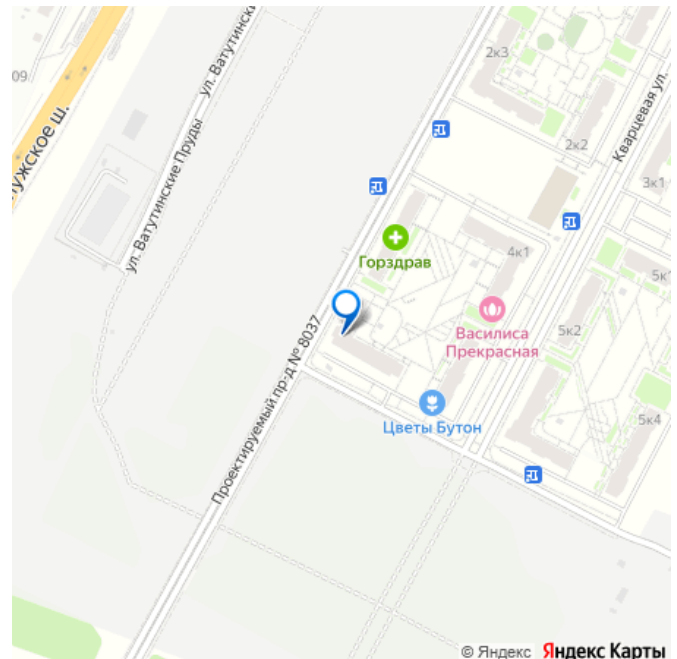 2к3
09
ул. Ватутински
ул. Ватутинские Пруды
ужское ш.
Кварцевая ул.
2к2
3к1
4к1
Горздрав
5к
5к2
Василиса
Прекрасная
Проектируемый пр-д № 8037
Цветы Бутон
5к4
© Яндекс Яндекс Карты